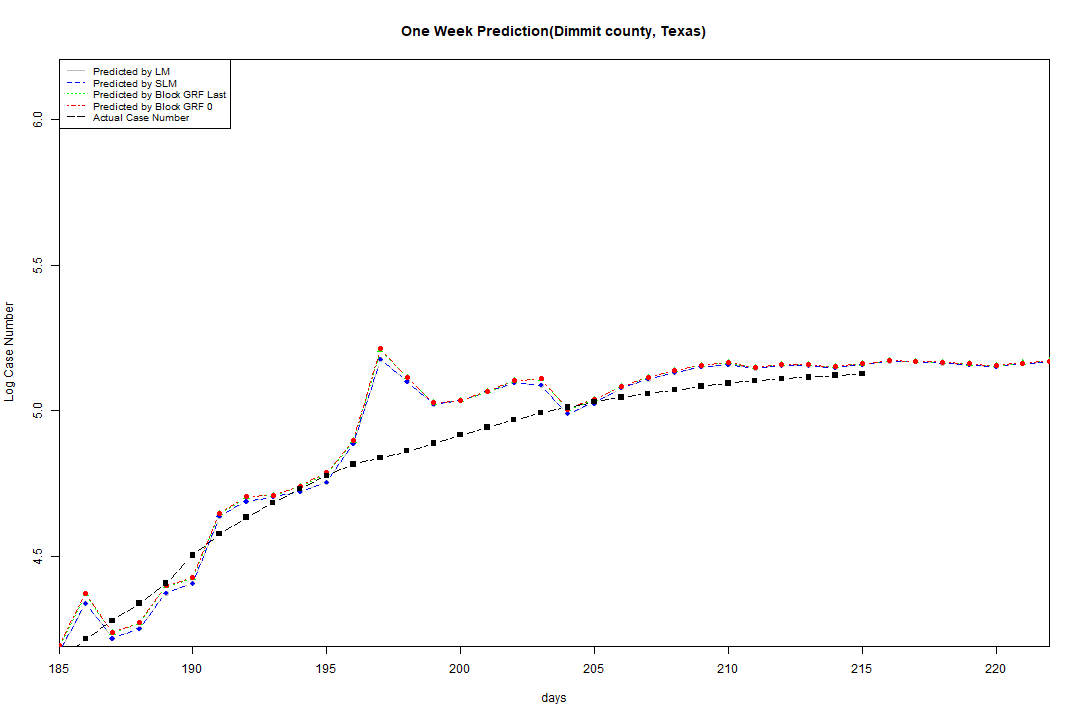 One Week Prediction(Dimmit county, Texas)
Predicted by LM
Predicted by SLM
Predicted by Block GRF Last
Predicted by Block GRF 0
Actual Case Number
6.0
5.5
5.0
4.5
Log Case Number
185 190 195 200 205 210 215 220
days